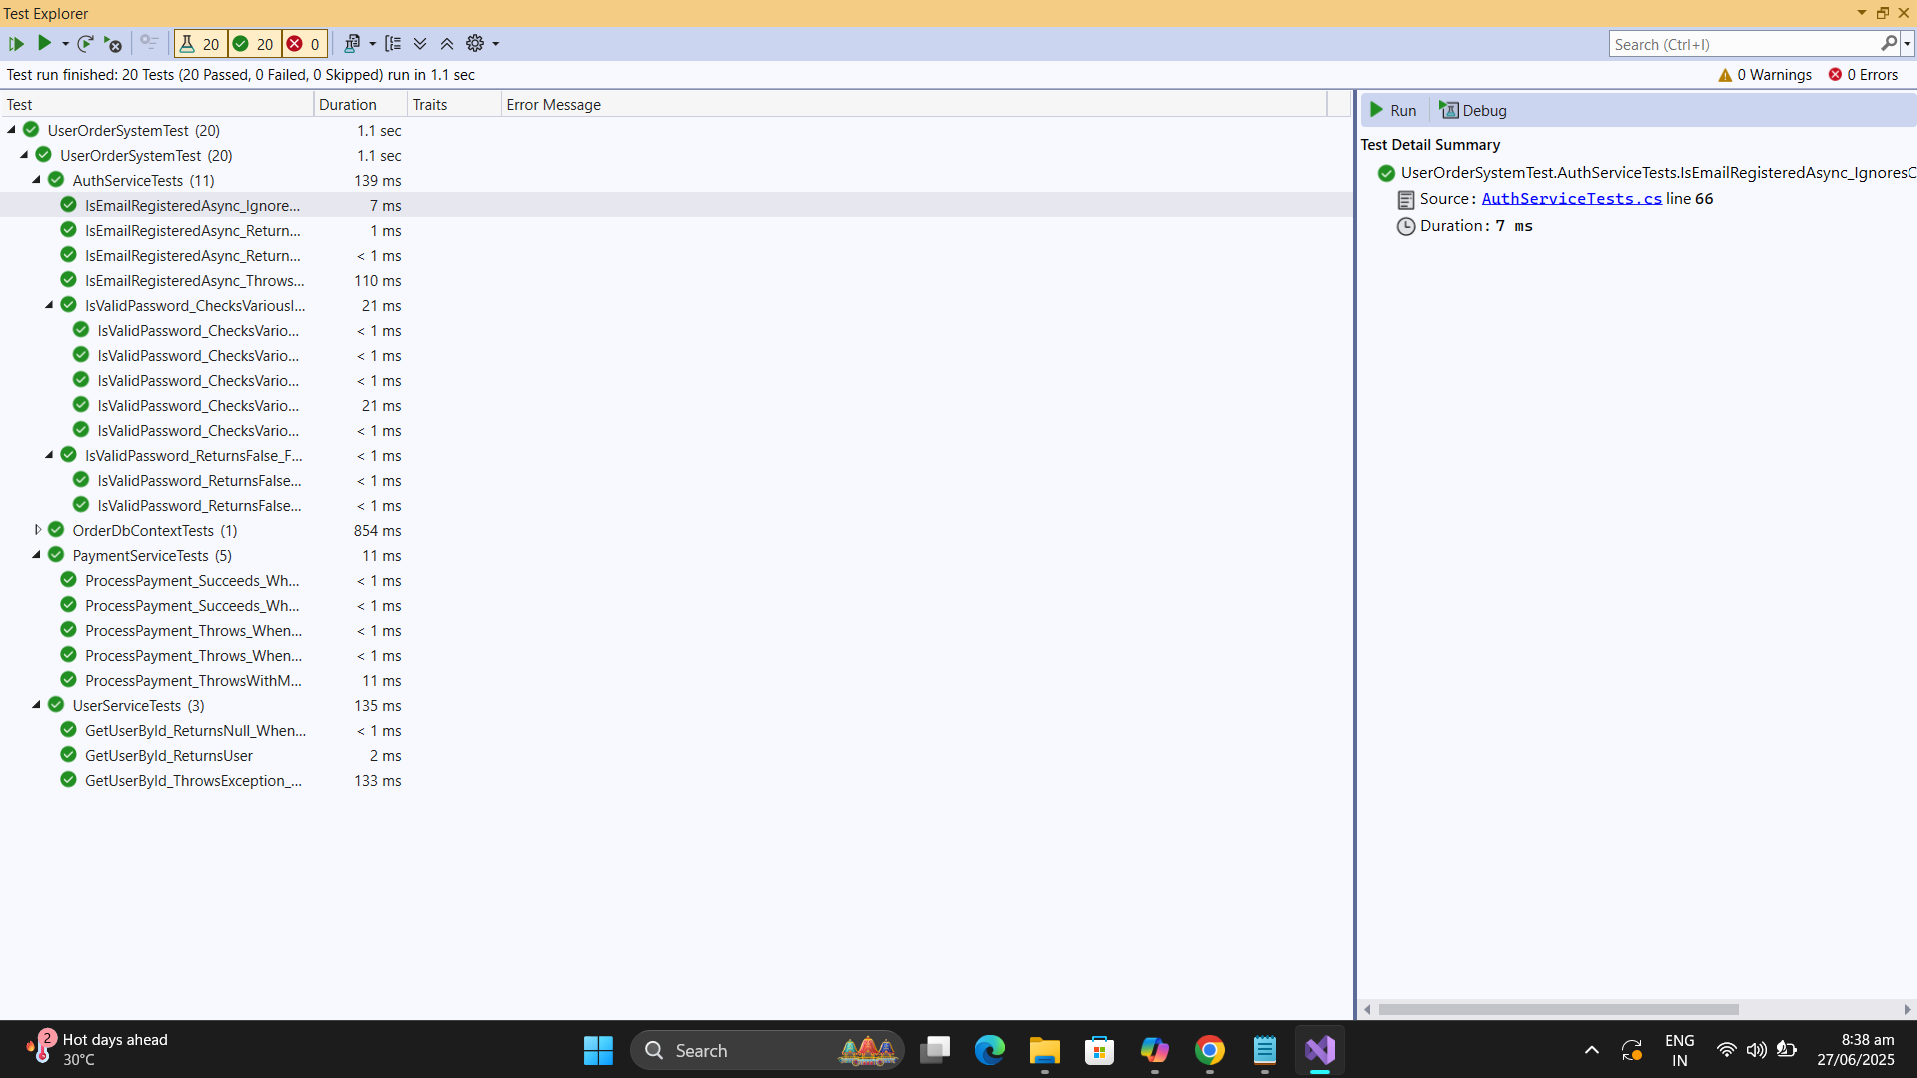 Test Explorer
20 20 0
Search (Ctrl+I)
Test run finished: 20 Tests (20 Passed, 0 Failed, 0 Skipped) run in 1.1 sec
0 Warnings 0 Errors
Test Duration Traits Error Message
UserOrderSystemTest (20) 1.1 sec
UserOrderSystemTest (20) 1.1 sec
AuthServiceTests (11) 139 ms
IsEmailRegisteredAsync_Ignore... 7 ms
IsEmailRegisteredAsync_Return... 1 ms
IsEmailRegisteredAsync_Return... < 1 ms
IsEmailRegisteredAsync_Throws... 110 ms
IsValidPassword_ChecksVariousI... 21 ms
IsValidPassword_ChecksVario... < 1 ms
IsValidPassword_ChecksVario... < 1 ms
IsValidPassword_ChecksVario... < 1 ms
IsValidPassword_ChecksVario... 21 ms
IsValidPassword_ChecksVario... < 1 ms
IsValidPassword_ReturnsFalse_F... < 1 ms
IsValidPassword_ReturnsFalse... < 1 ms
IsValidPassword_ReturnsFalse... < 1 ms
OrderDbContextTests (1) 854 ms
PaymentServiceTests (5) 11 ms
ProcessPayment_Succeeds_Wh... < 1 ms
ProcessPayment_Succeeds_Wh... < 1 ms
ProcessPayment_Throws_When... < 1 ms
ProcessPayment_Throws_When... < 1 ms
ProcessPayment_ThrowsWithM... 11 ms
UserServiceTests (3) 135 ms
GetUserById_ReturnsNull_When... < 1 ms
GetUserById_ReturnsUser 2 ms
GetUserById_ThrowsException_... 133 ms
Run Debug
Test Detail Summary
UserOrderSystemTest.AuthServiceTests.IsEmailRegisteredAsync_IgnoresC
Source: AuthServiceTests.cs line 66
Duration: 7 ms
2
Hot days ahead
30°C
Search
ENG
IN
8:38 am
27/06/2025